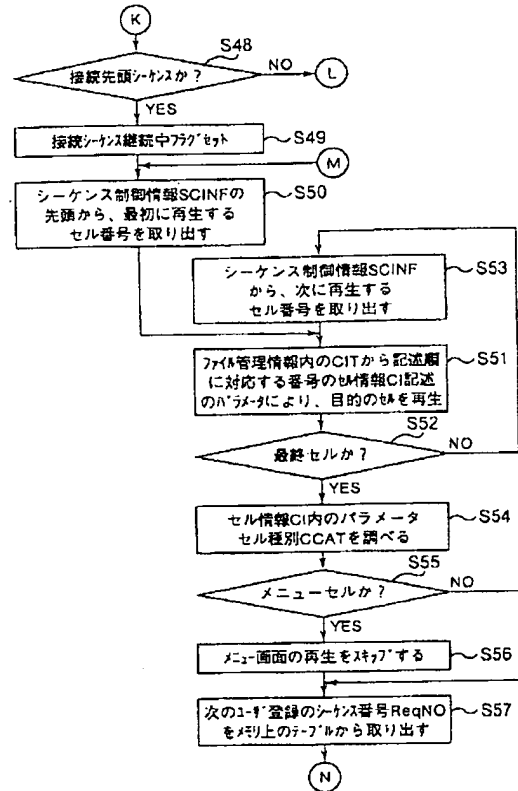 K
S48
接続先頭シーケンスか？
NO
L
YES
接続シーケンス継続中フラグセット
S49
M
シーケンス制御情報SCINFの
先頭から、最初に再生する
セル番号を取り出す
S50
シーケンス制御情報SCINF
から、次に再生する
セル番号を取り出す
S53
ファイル管理情報内のCITから記述順
に対応する番号のセル情報CI記述
のパラメータにより、目的のセルを再生
S51
S52
最終セルか？
NO
YES
セル情報CI内のパラメータ
セル種別CCATを調べる
S54
S55
メニューセルか？
NO
YES
メニュー画面の再生をスキップする
S56
次のユーザ登録のシーケンス番号ReqNO
をメモリ上のテーブルから取り出す
S57
N